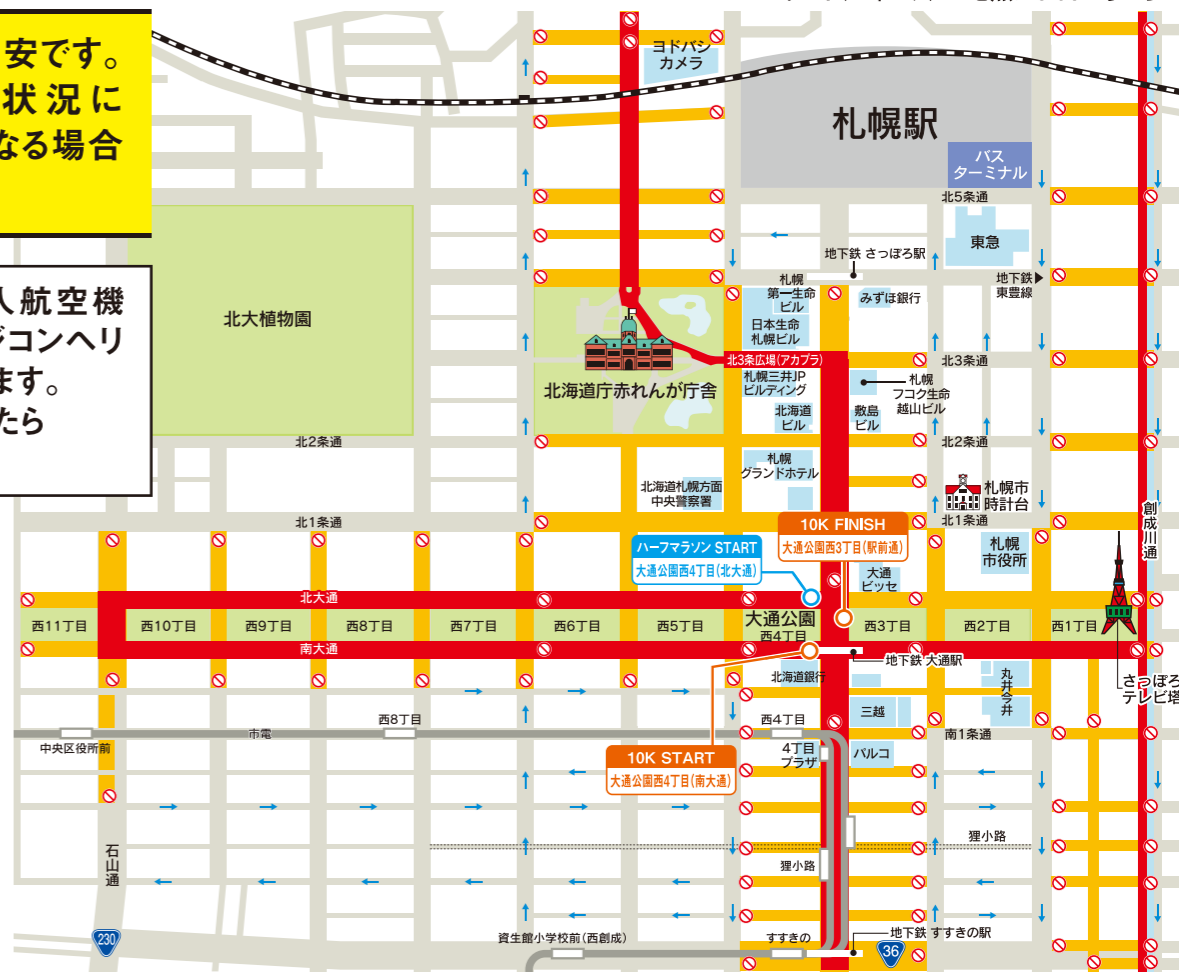 安です。
状況に
なる場合
人航空機
ジコンヘリ
ます。
たら
ヨドバシ
カメラ
札幌駅
バス
ターミナル
北5条通
東急
地下鉄 さっぽろ駅
地下鉄▶
東豊線
札幌
第一生命
ビル
みずほ銀行
日本生命
札幌ビル
北大植物園
北海道庁赤れんが庁舎
北3条広場(アカプラ)
北3条通
札幌三井JP
ビルディング
札幌
フコク生命
越山ビル
北海道
ビル
敷島
ビル
北2条通
北2条通
札幌
グランドホテル
北海道札幌方面
中央警察署
札幌市
時計台
北1条通
北1条通
創成川通
10K FINISH
大通公園西3丁目(駅前通)
ハーフマラソン START
大通公園西4丁目(北大通)
札幌
市役所
大通
ビッセ
北大通
西11丁目
西10丁目
西9丁目
西8丁目
西7丁目
西6丁目
西5丁目
大通公園
西4丁目
西3丁目
西2丁目
西1丁目
南大通
地下鉄 大通駅
北海道銀行
丸井今井
さっぽろ
テレビ塔
西8丁目
西4丁目
三越
市電
中央区役所前
南1条通
4丁目
プラザ
パルコ
10K START
大通公園西4丁目(南大通)
狸小路
狸小路
石山通
230
資生館小学校前(西創成)
すすきの
地下鉄 すすきの駅
36